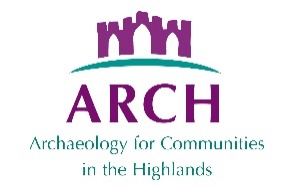 ARCH
Archaeology for Communities
in the Highlands